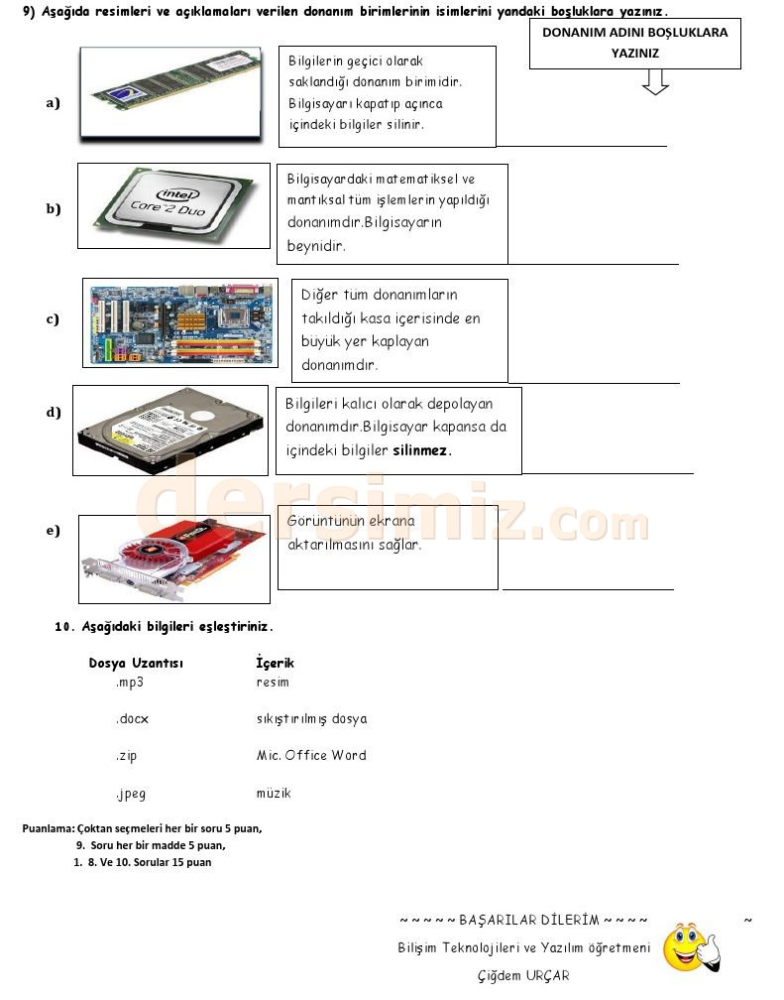 9) Aşağıda resimleri ve açıklamaları verilen donanım birimlerinin isimlerini yandaki boşluklara yazınız.
DONANIM ADINI BOŞLUKLARA
YAZINIZ
a)
Bilgilerin geçici olarak
saklandığı donanım birimidir.
Bilgisayarı kapatıp açınca
içindeki bilgiler silinir.
b)
intel
Core™2 Duo
Bilgisayardaki matematiksel ve
mantıksal tüm işlemlerin yapıldığı
donanımdır.Bilgisayarın
beynidir.
c)
Diğer tüm donanımların
takıldığı kasa içerisinde en
büyük yer kaplayan
donanımdır.
d)
Bilgileri kalıcı olarak depolayan
donanımdır.Bilgisayar kapansa da
içindeki bilgiler silinmez.
dersimiz.com
e)
Görüntünün ekrana
aktarılmasını sağlar.
10. Aşağıdaki bilgileri eşleştiriniz.
Dosya Uzantısı İçerik
.mp3 resim
.docx sıkıştırılmış dosya
.zip Mic. Office Word
.jpeg müzik
Puanlama: Çoktan seçmeleri her bir soru 5 puan,
9. Soru her bir madde 5 puan,
1. 8. Ve 10. Sorular 15 puan
~ ~ ~ ~ ~ BAŞARILAR DİLERİM ~ ~ ~ ~ ~
Bilişim Teknolojileri ve Yazılım öğretmeni
Çiğdem URÇAR